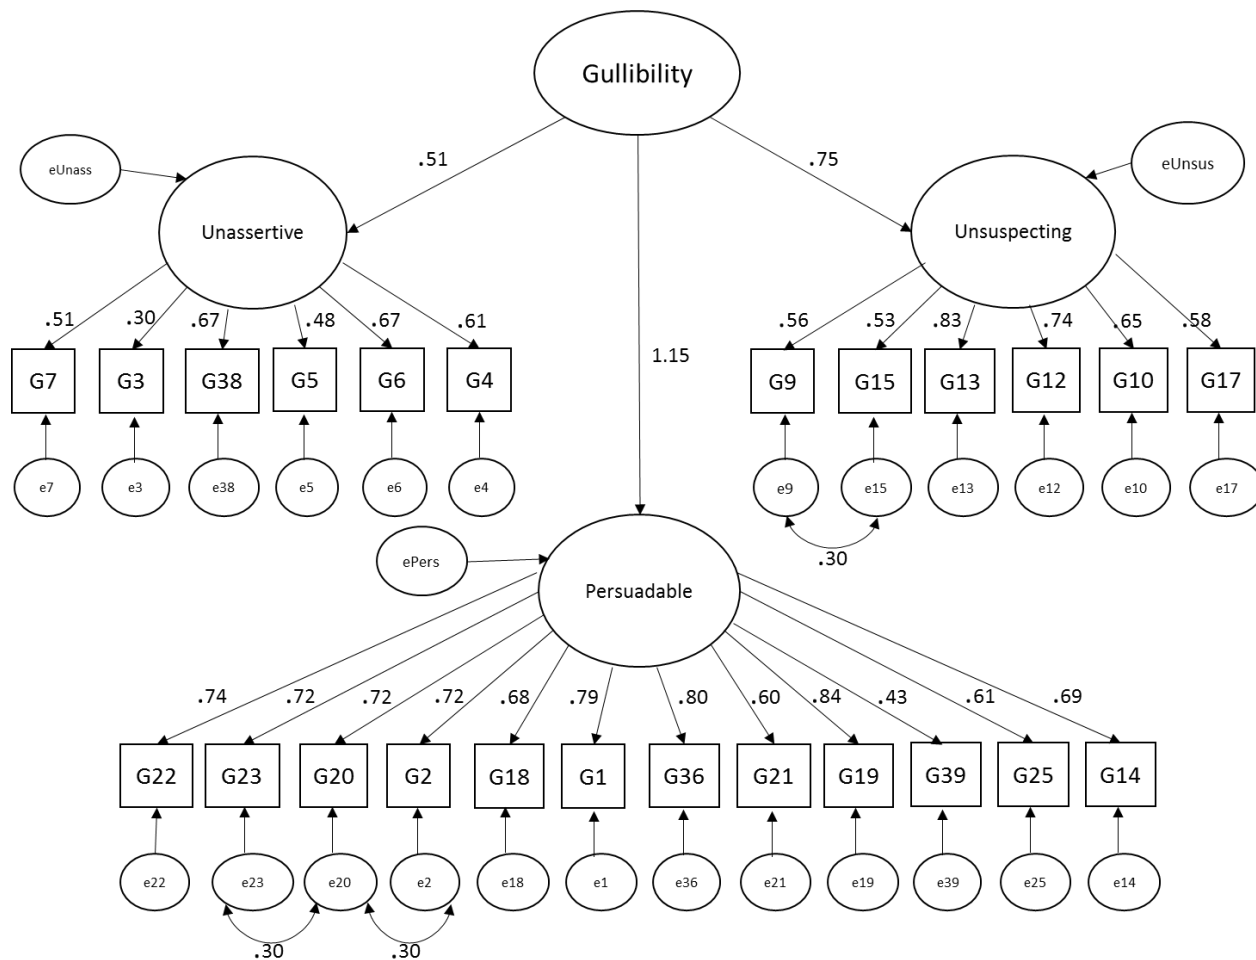 Gullibility
.51
.75
1.15
eUnass
eUnsus
Unassertive
Unsuspecting
.51
.30
.67
.48
.67
.61
.56
.53
.83
.74
.65
.58
G7
G3
G38
G5
G6
G4
G9
G15
G13
G12
G10
G17
e7
e3
e38
e5
e6
e4
e9
e15
e13
e12
e10
e17
.30
ePers
Persuadable
.74
.72
.72
.72
.68
.79
.80
.60
.84
.43
.61
.69
G22
G23
G20
G2
G18
G1
G36
G21
G19
G39
G25
G14
e22
e23
e20
e2
e18
e1
e36
e21
e19
e39
e25
e14
.30
.30